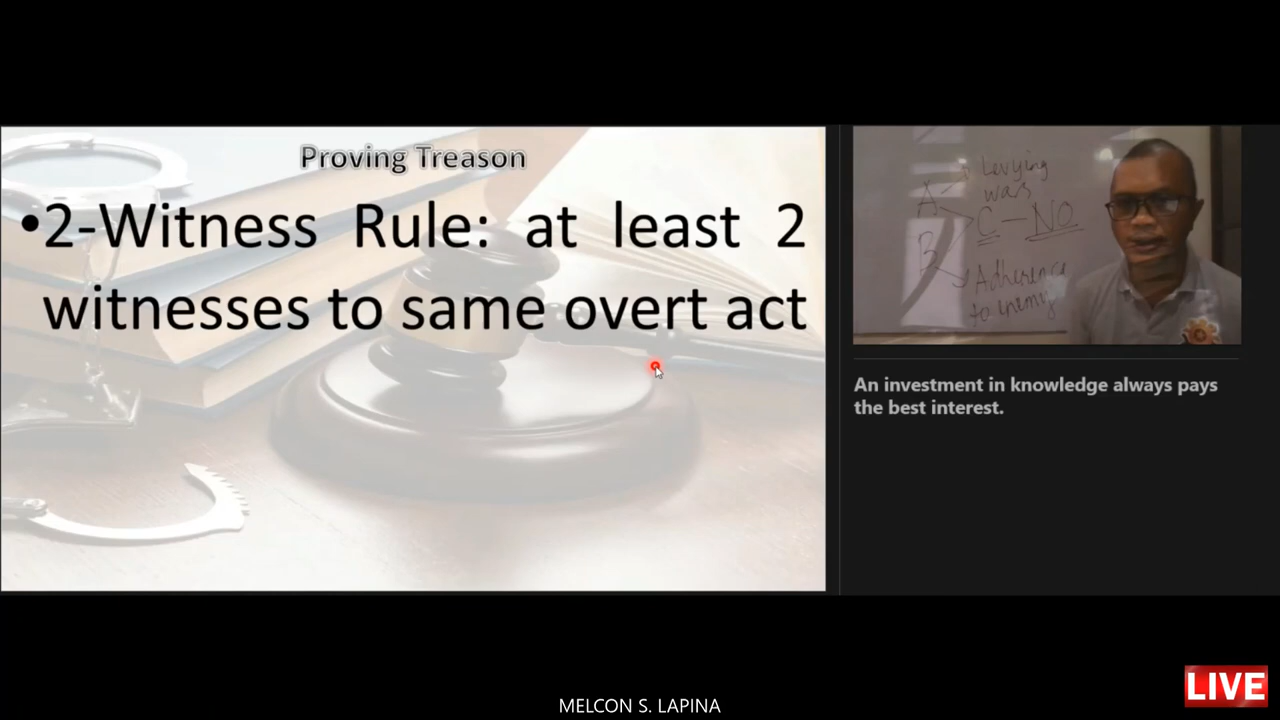 Proving Treason
•2-Witness Rule: at least 2
witnesses to same overt act
Levying
wars
A
C - NO
B
Adherence
to enemy
An investment in knowledge always pays
the best interest.
MELCON S. LAPINA
LIVE